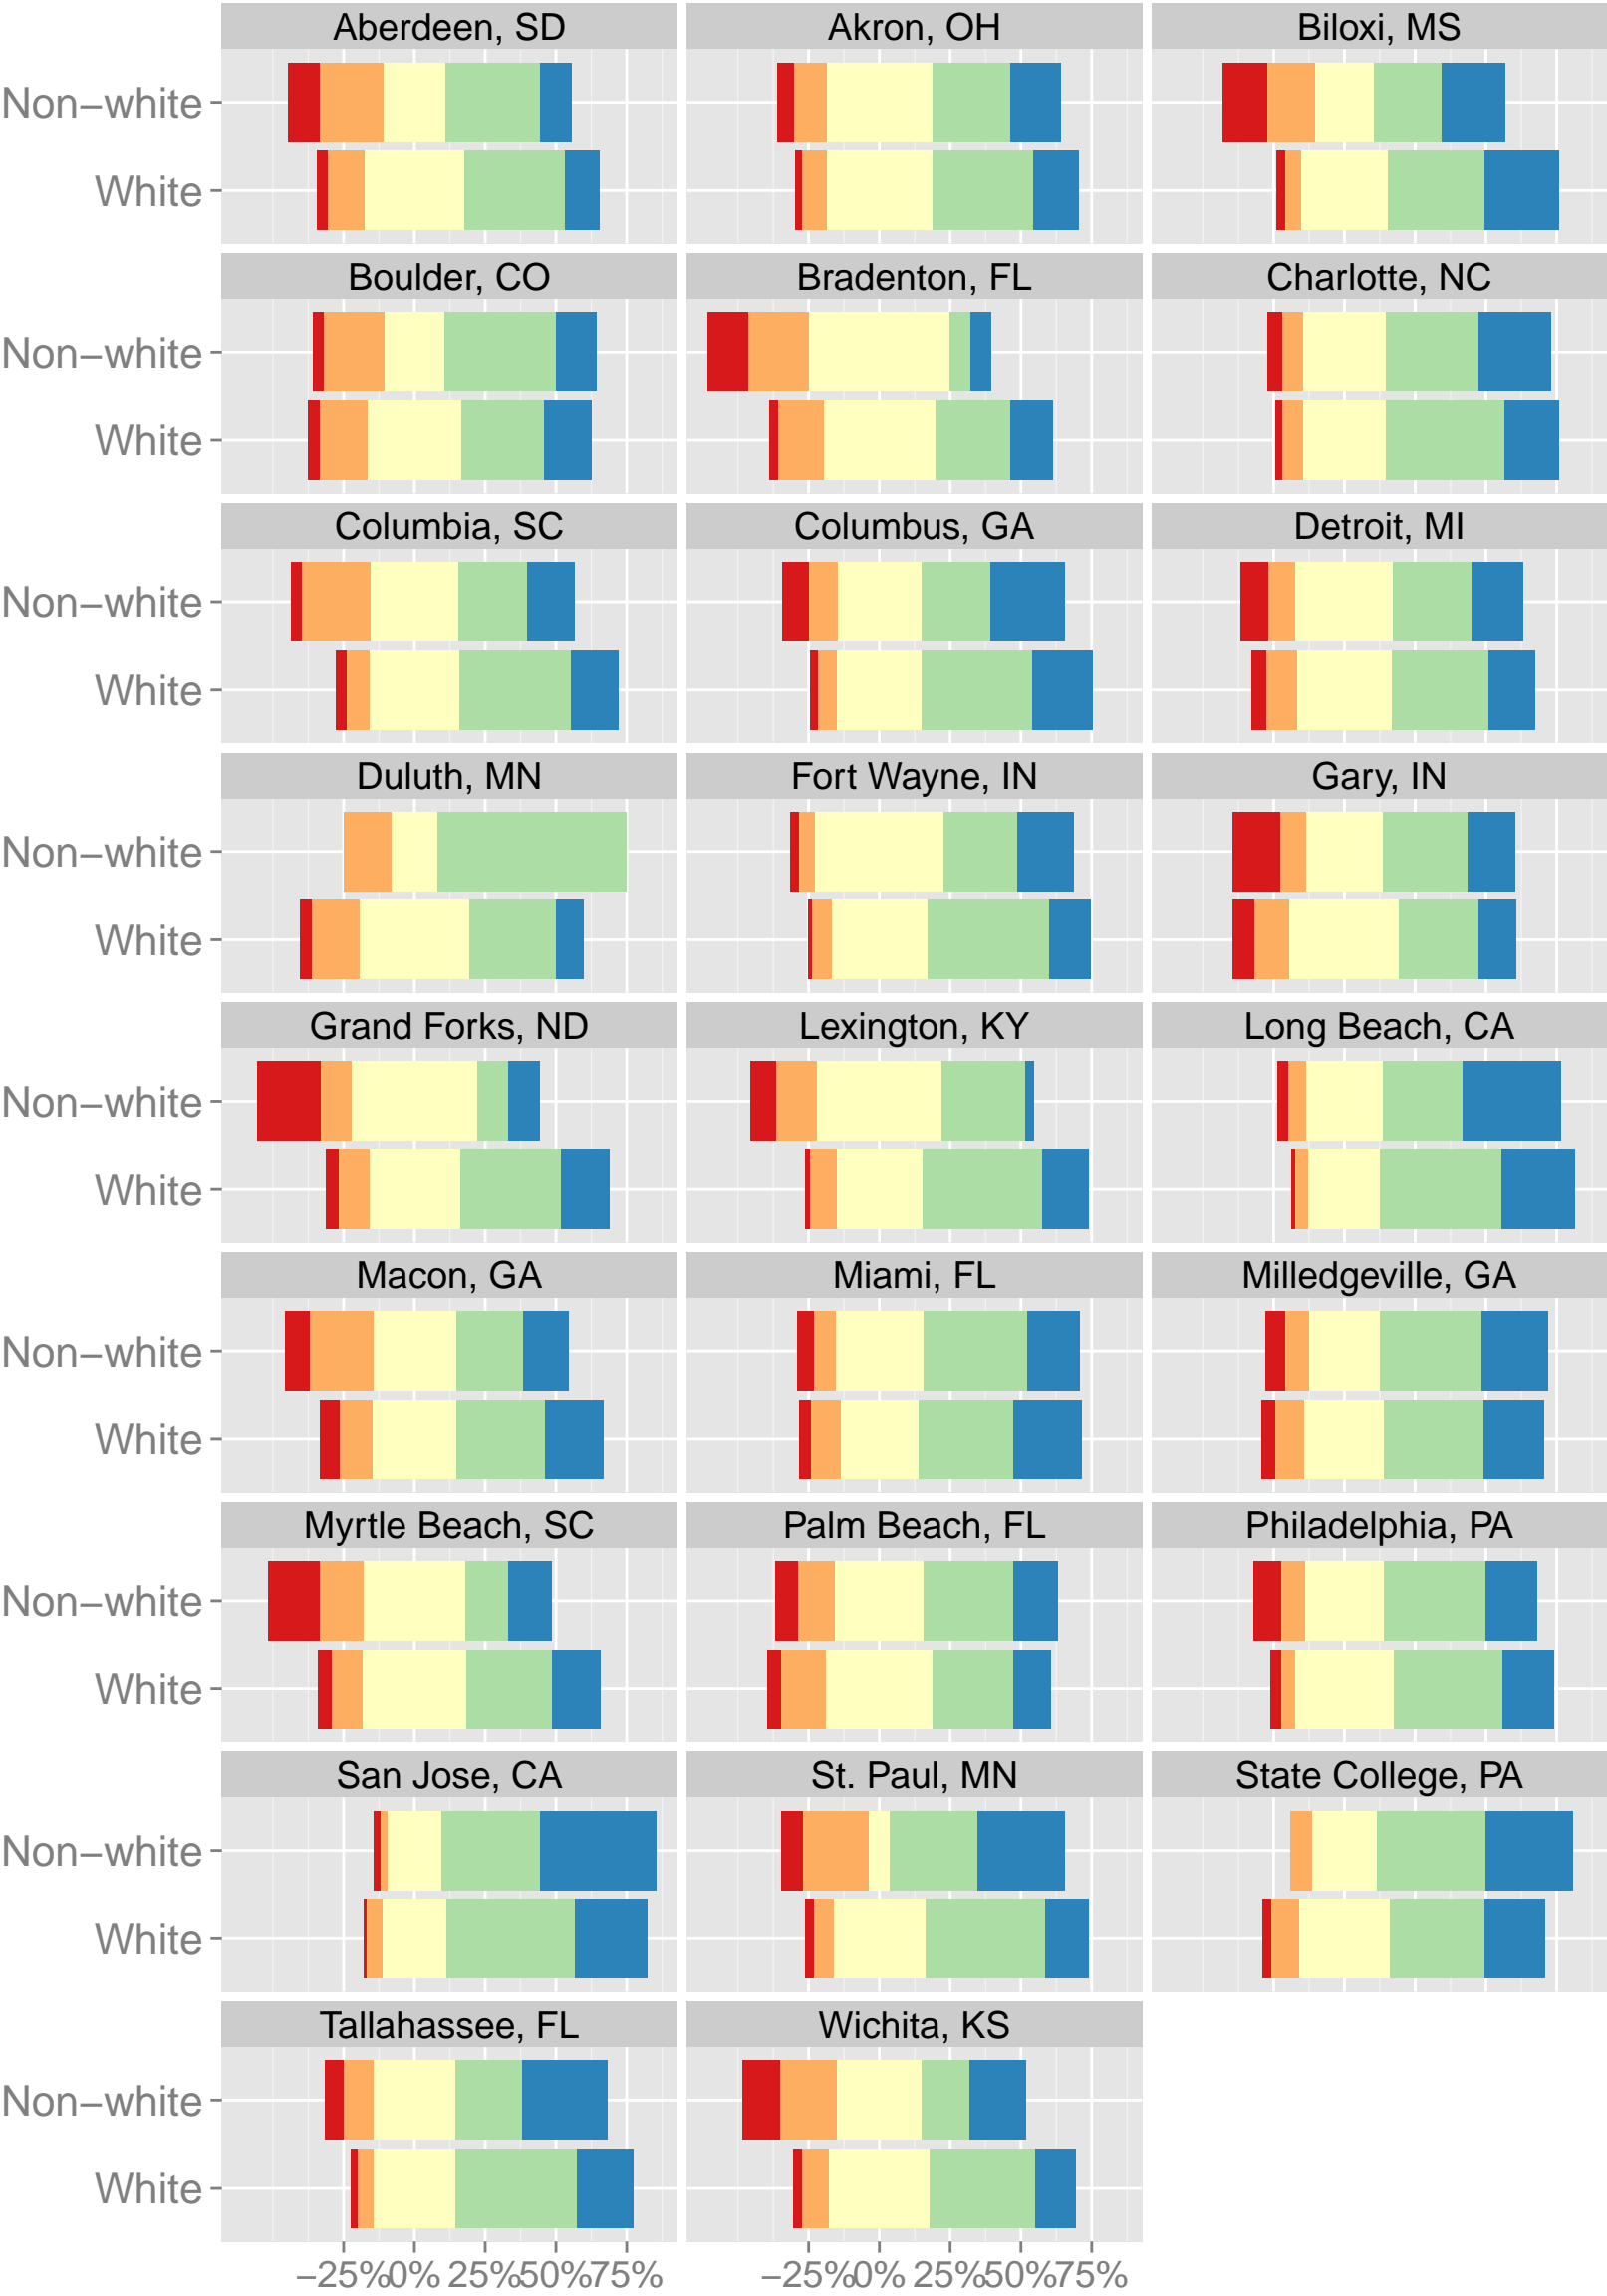 Aberdeen, SD Akron, OH Biloxi, MS
Non−white
White
Boulder, CO Bradenton, FL Charlotte, NC
Non−white
White
Columbia, SC Columbus, GA Detroit, MI
Non−white
White
Duluth, MN Fort Wayne, IN Gary, IN
Non−white
White
Grand Forks, ND Lexington, KY Long Beach, CA
Non−white
White
Macon, GA Miami, FL Milledgeville, GA
Non−white
White
Myrtle Beach, SC Palm Beach, FL Philadelphia, PA
Non−white
White
San Jose, CA St. Paul, MN State College, PA
Non−white
White
Tallahassee, FL Wichita, KS
Non−white
White
−25% 0% 25% 50% 75% −25% 0% 25% 50% 75%